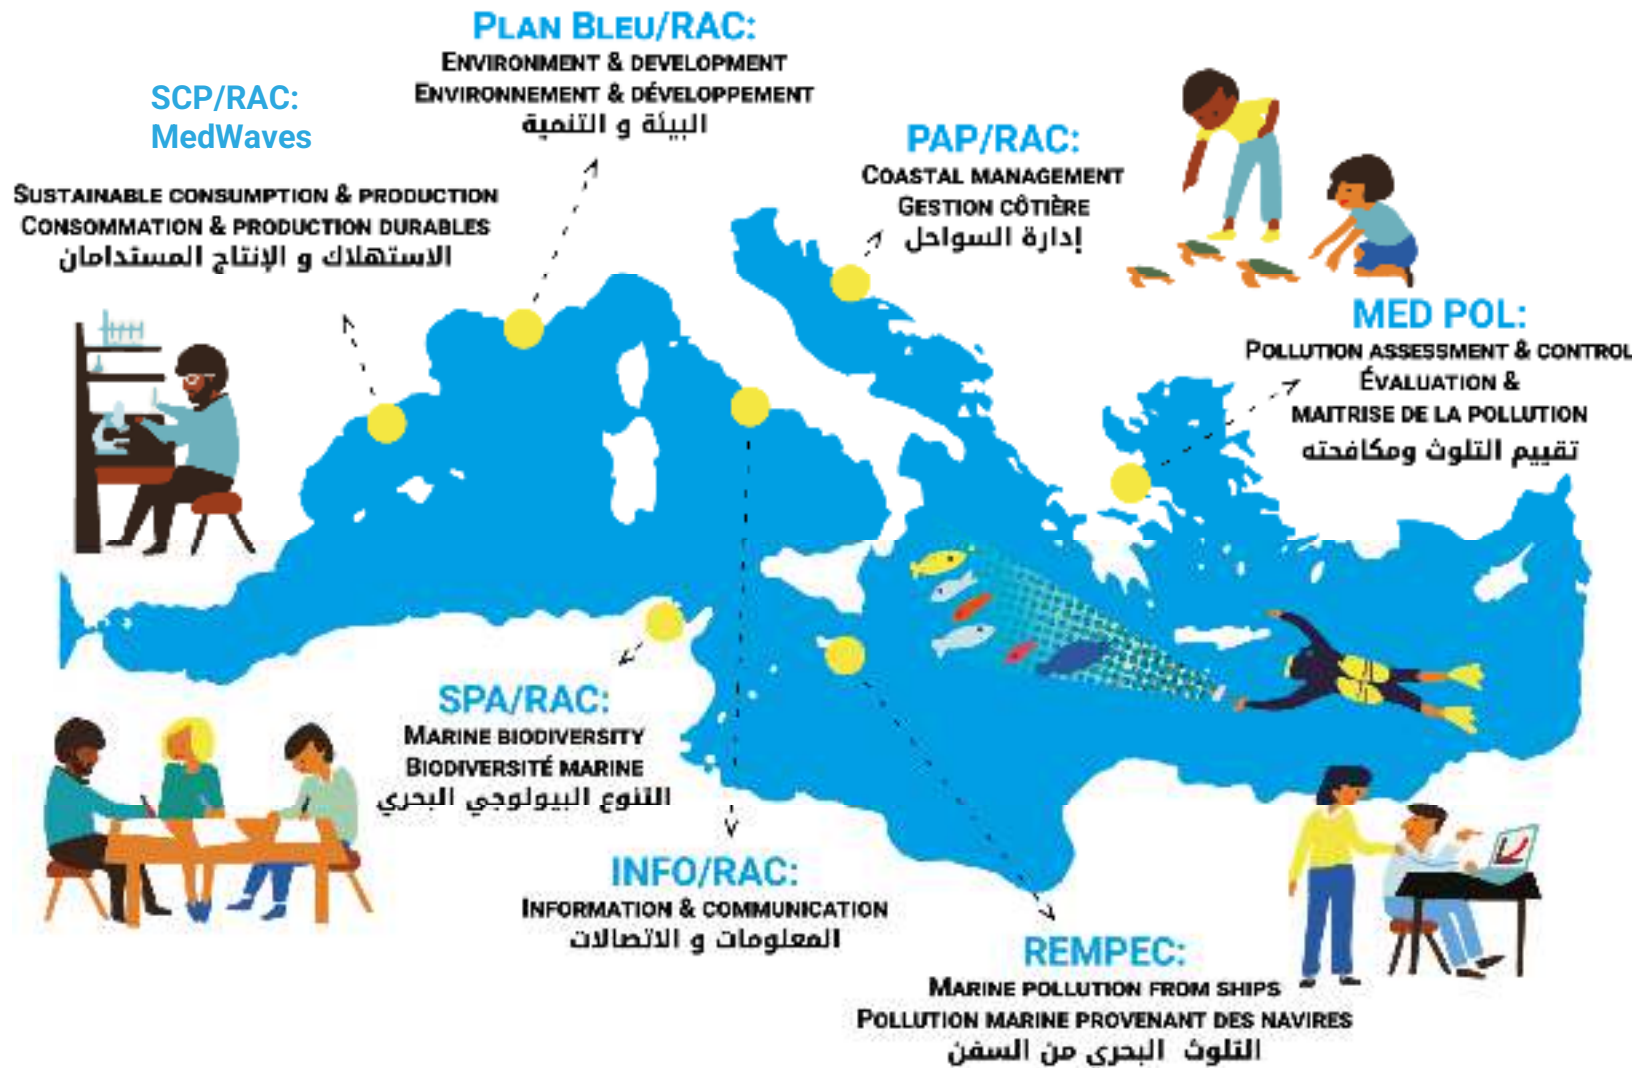 PLAN BLEU/RAC:
ENVIRONMENT & DEVELOPMENT
ENVIRONNEMENT & DÉVELOPPEMENT
البيئة و التنمية
SCP/RAC:
MedWaves
SUSTAINABLE CONSUMPTION & PRODUCTION
CONSOMMATION & PRODUCTION DURABLES
الاستهلاك و الإنتاج المستدامان
PAP/RAC:
COASTAL MANAGEMENT
GESTION CÔTIÈRE
إدارة السواحل
MED POL:
POLLUTION ASSESSMENT & CONTROL
ÉVALUATION &
MAITRISE DE LA POLLUTION
تقييم التلوث ومكافحته
SPA/RAC:
MARINE BIODIVERSITY
BIODIVERSITÉ MARINE
التنوع البيولوجي البحري
INFO/RAC:
INFORMATION & COMMUNICATION
المعلومات و الاتصالات
REMPEC:
MARINE POLLUTION FROM SHIPS
POLLUTION MARINE PROVENANT DES NAVIRES
التلوث البحرى من السفن